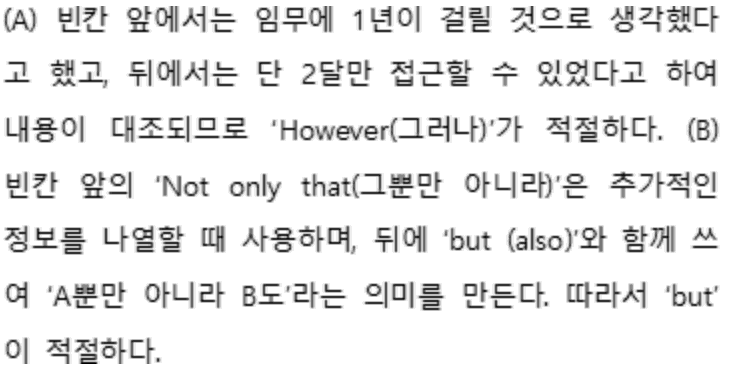 (A) 빈칸 앞에서는 임무에 1년이 걸릴 것으로 생각했다
고 했고, 뒤에서는 단 2달만 접근할 수 있었다고 하여
내용이 대조되므로 ‘However(그러나)’가 적절하다. (B)
빈칸 앞의 ‘Not only that(그뿐만 아니라)’은 추가적인
정보를 나열할 때 사용하며, 뒤에 ‘but (also)’와 함께 쓰
여 ‘A뿐만 아니라 B도’라는 의미를 만든다. 따라서 ‘but’
이 적절하다.